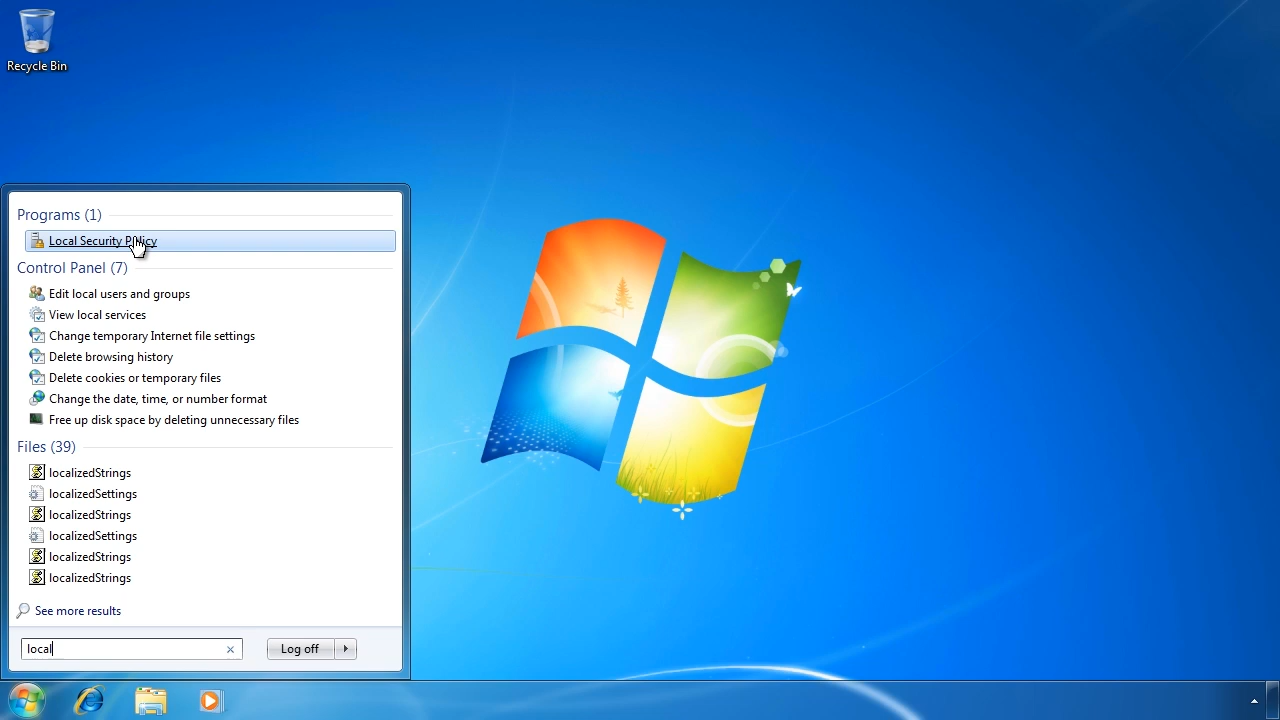 Recycle Bin
Programs (1)
Local Security Policy
Control Panel (7)
Edit local users and groups
View local services
Change temporary Internet file settings
Delete browsing history
Delete cookies or temporary files
Change the date, time, or number format
Free up disk space by deleting unnecessary files
Files (39)
localizedStrings
localizedSettings
localizedStrings
localizedSettings
localizedStrings
localizedStrings
See more results
local
Log off